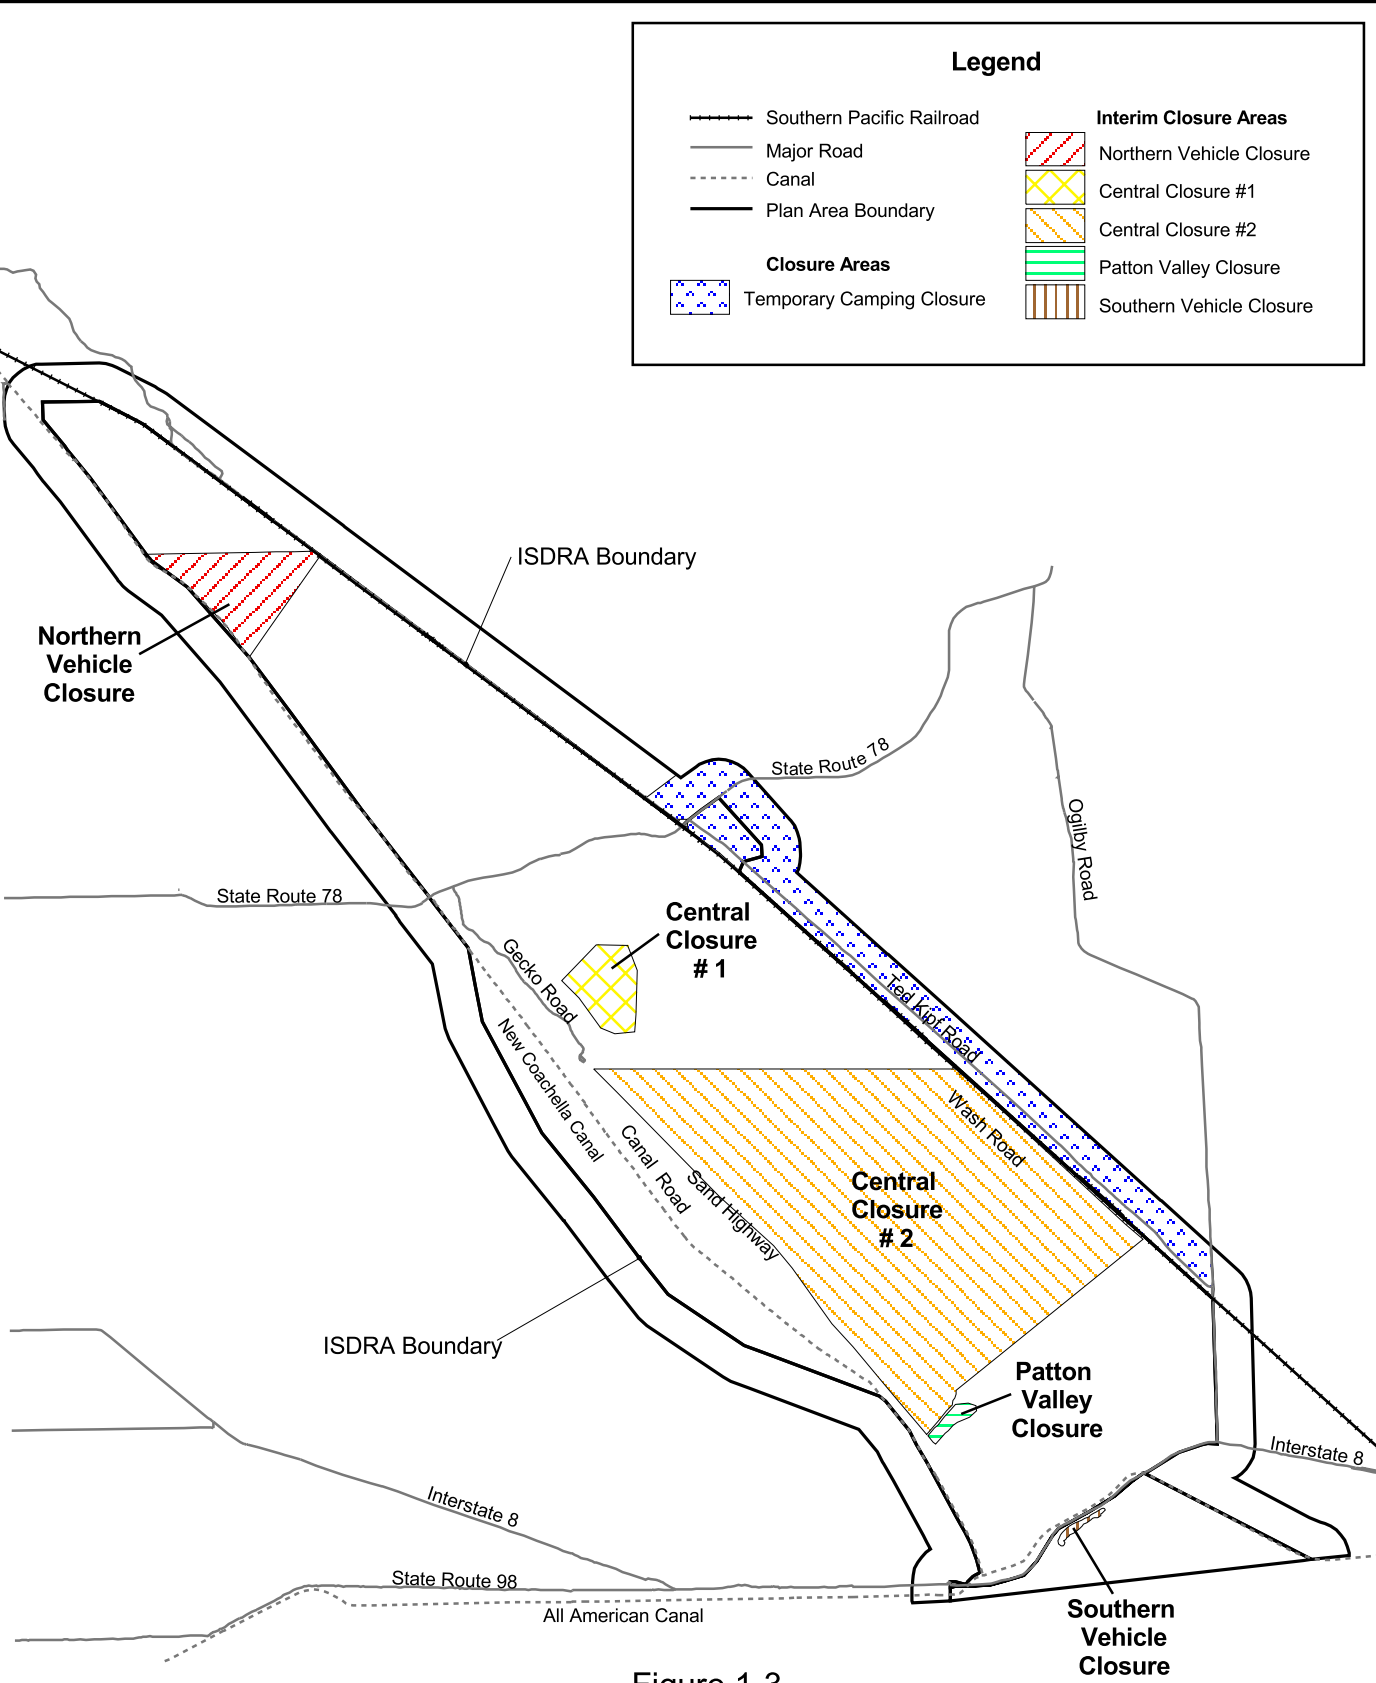 Legend
Southern Pacific Railroad
Major Road
Canal
Plan Area Boundary
Closure Areas
Temporary Camping Closure
Interim Closure Areas
Northern Vehicle Closure
Central Closure #1
Central Closure #2
Patton Valley Closure
Southern Vehicle Closure
ISDRA Boundary
Northern
Vehicle
Closure
State Route 78
Ogilby Road
State Route 78
Central
Closure
# 1
Gecko Road
Ted Kipf Road
New Coachella Canal
Canal Road
Sand Highway
Wash Road
Central
Closure
# 2
ISDRA Boundary
Patton
Valley
Closure
Interstate 8
Interstate 8
State Route 98
All American Canal
Southern
Vehicle
Closure
Figure 1-3